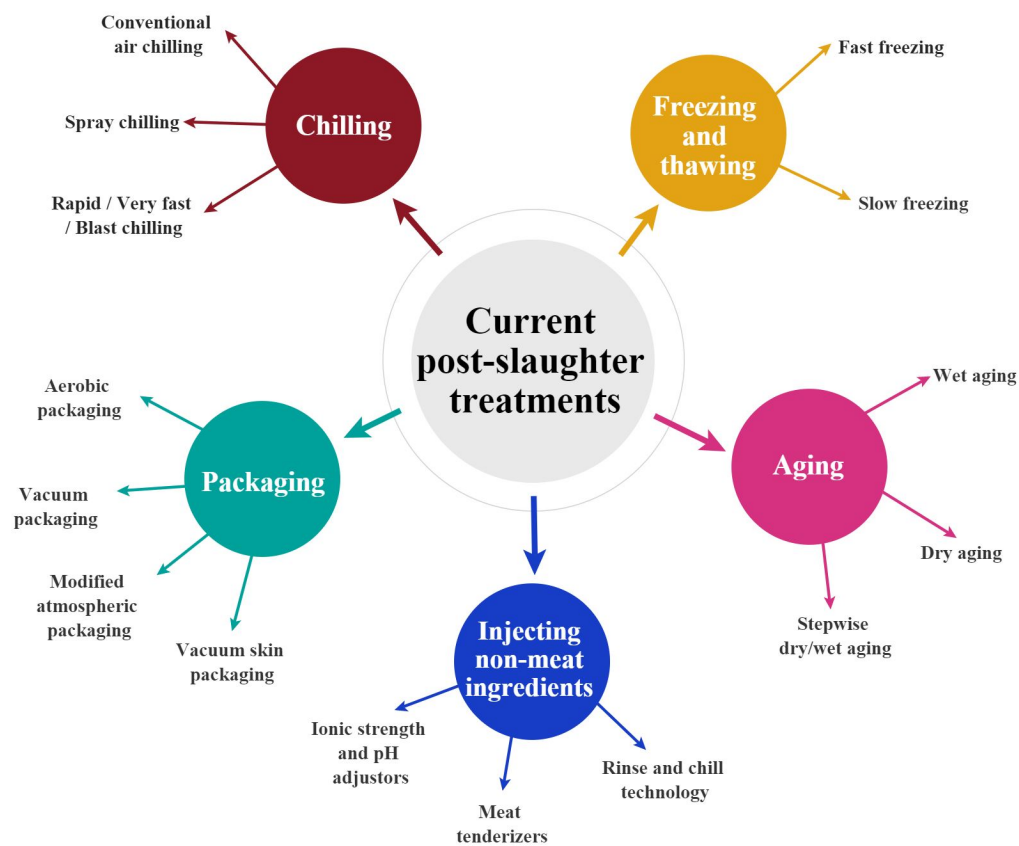 Current
post-slaughter
treatments
Chilling
Conventional
air chilling
Spray chilling
Rapid / Very fast
/ Blast chilling
Freezing
and
thawing
Fast freezing
Slow freezing
Aging
Wet aging
Dry aging
Stepwise
dry/wet aging
Injecting
non-meat
ingredients
Ionic strength
and pH
adjustors
Meat
tenderizers
Rinse and chill
technology
Packaging
Aerobic
packaging
Vacuum
packaging
Modified
atmospheric
packaging
Vacuum skin
packaging